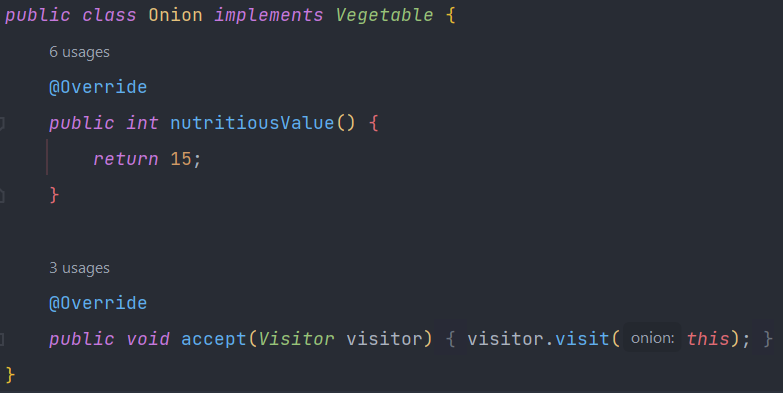 public class Onion implements Vegetable {
6 usages
@Override
public int nutritiousValue() {
return 15;
}
3 usages
@Override
public void accept(Visitor visitor) { visitor.visit( onion: this); }
}